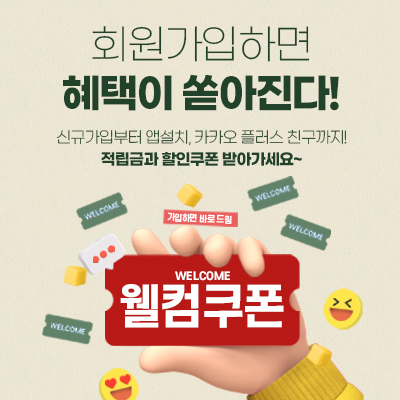 회원가입하면
혜택이 쏟아진다!
신규가입부터 앱설치, 카카오 플러스 친구까지!
적립금과 할인쿠폰 받아가세요~
WELCOME
WELCOME
가입하면 바로 드림
WELCOME
WELCOME
웰컴쿠폰
WELCOME